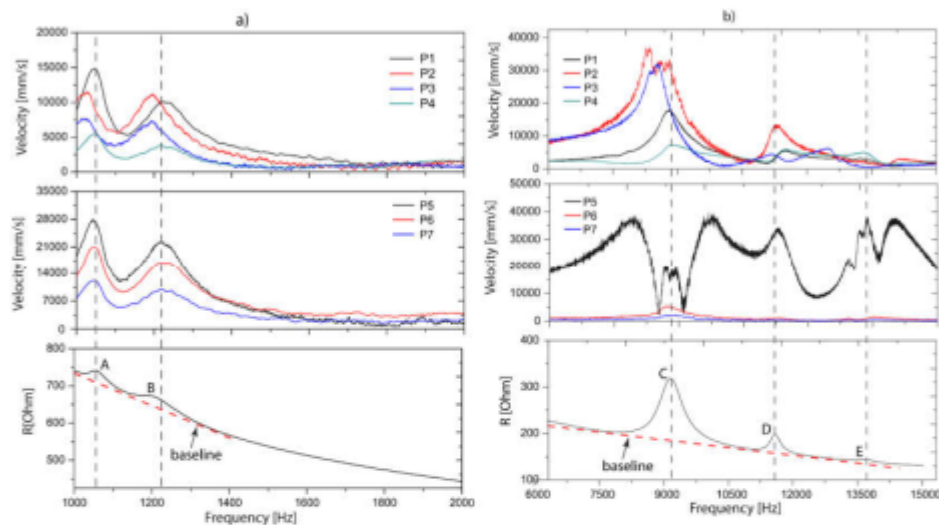 a)
20000
15000
10000
5000
0
Velocity [mm/s]
P1
P2
P3
P4
35000
28000
21000
14000
7000
0
Velocity [mm/s]
P5
P6
P7
800
700
600
500
R[Ohm]
A
B
baseline
1000 1200 1400 1600 1800 2000
Frequency [Hz]
b)
40000
30000
20000
10000
0
Velocity [mm/s]
P1
P2
P3
P4
50000
40000
30000
20000
10000
0
Velocity [mm/s]
P5
P6
P7
400
300
200
100
R [Ohm]
C
D
E
baseline
6000 7500 9000 10500 12000 13500 15000
Frequency [Hz]